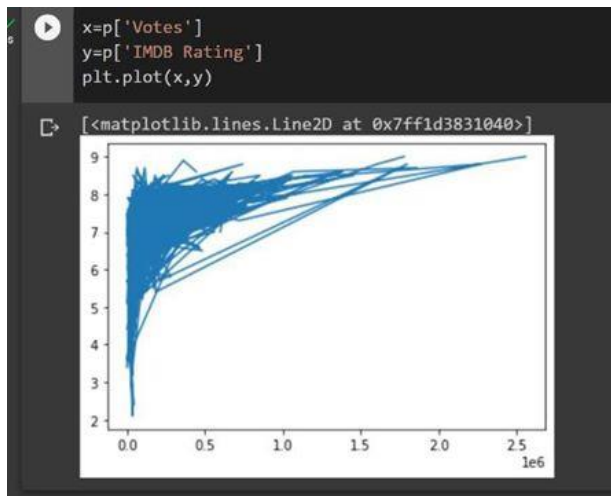 s
x=p['Votes']
y=p['IMDB Rating']
plt.plot(x,y)
[<matplotlib.lines.Line2D at 0x7ff1d3831040>]
9
8
7
6
5
4
3
2
0.0 0.5 1.0 1.5 2.0 2.5
1e6